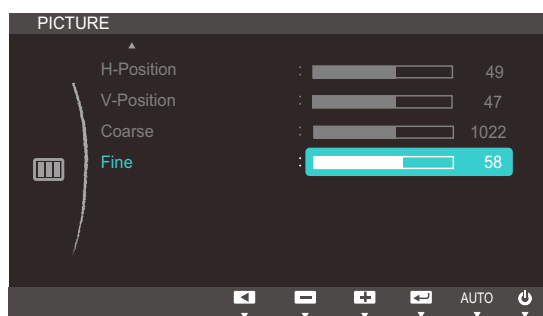 PICTURE
H-Position : 49
V-Position : 47
Coarse : 1022
Fine : 58
AUTO